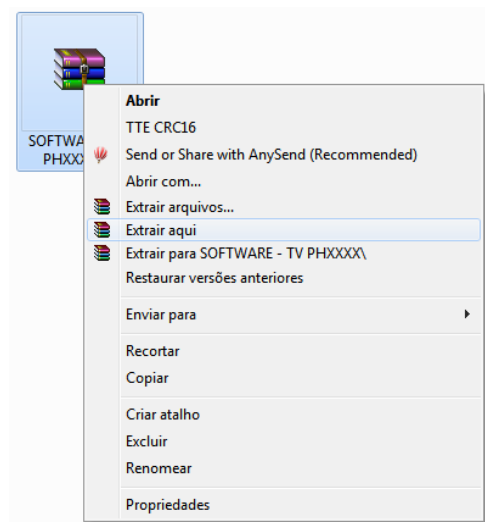 SOFTWA
PHXX
Abrir
TTE CRC16
Send or Share with AnySend (Recommended)
Abrir com...
Extrair arquivos...
Extrair aqui
Extrair para SOFTWARE - TV PHXXXX\
Restaurar versões anteriores
Enviar para
Recortar
Copiar
Criar atalho
Excluir
Renomear
Propriedades